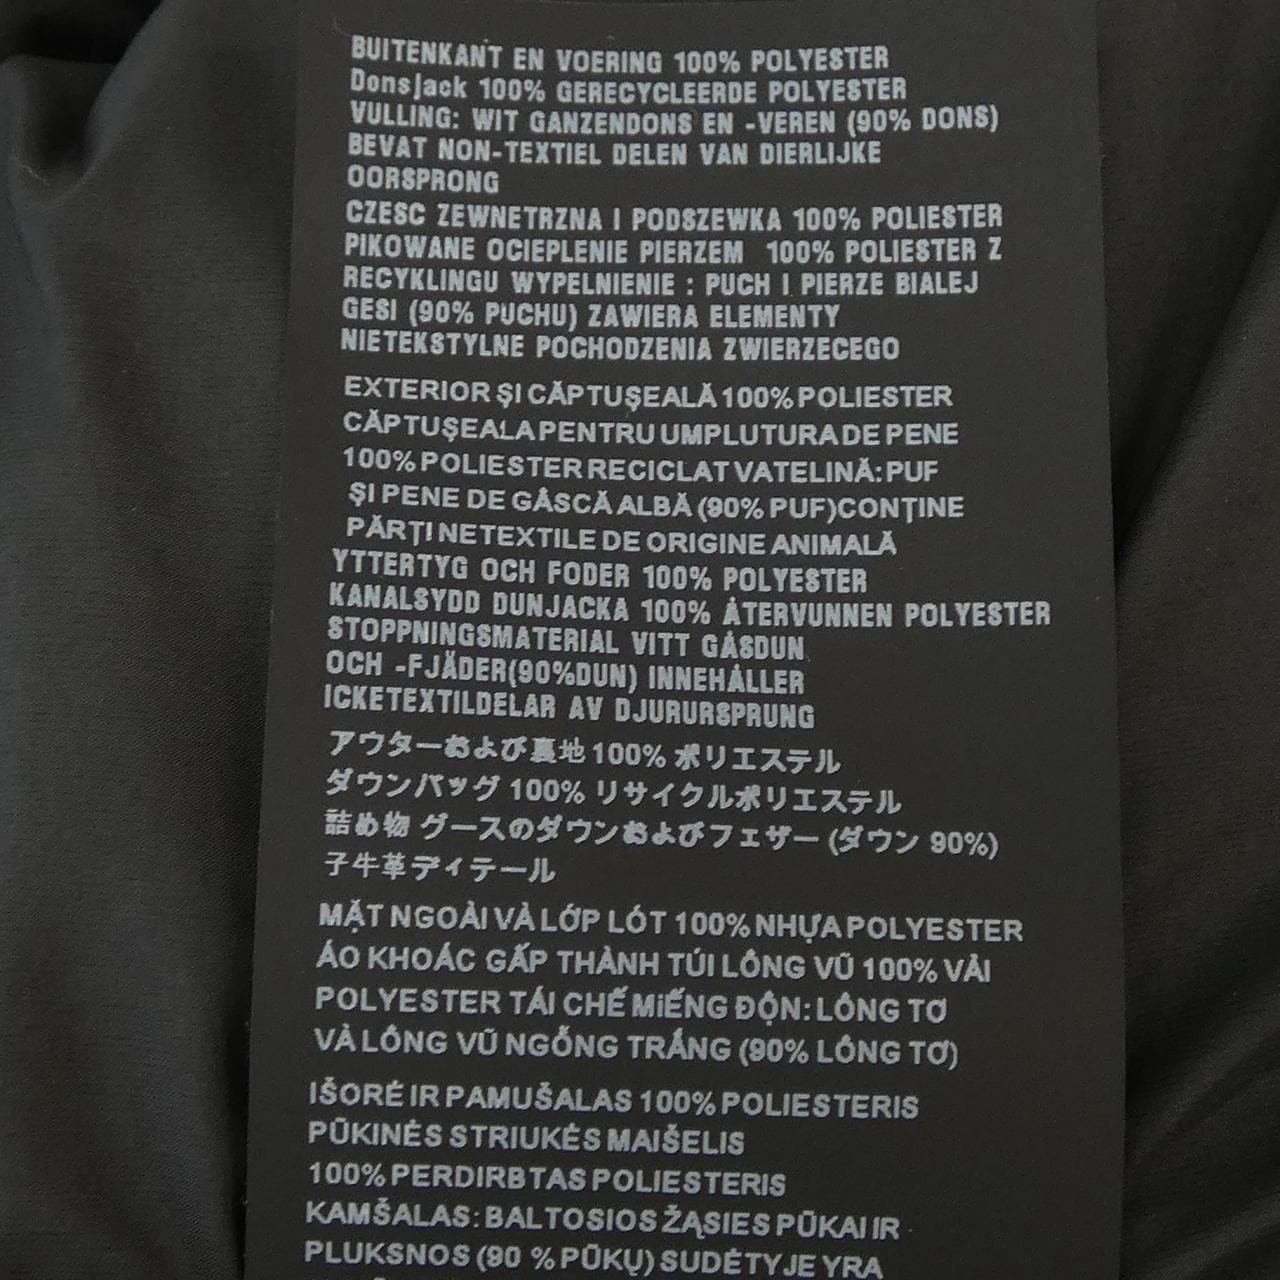 BUITENKANT EN VOERING 100% POLYESTER
Donsjack 100% GERECYCLEERDE POLYESTER
VULLING: WIT GANZENDONS EN -VEREN (90% DONS)
BEVAT NON-TEXTIEL DELEN VAN DIERLIJKE
OORSPRONG
CZESC ZEWNETRZNA I PODSZEWKA 100% POLIESTER
PIKOWANE OCIEPLENIE PIERZEM 100% POLIESTER Z
RECYKLINGU WYPELNIENIE : PUCH I PIERZE BIALEJ
GESI (90% PUCHU) ZAWIERA ELEMENTY
NIETEKSTYLNE POCHODZENIA ZWIERZECEGO
EXTERIOR ȘI CĂPTUȘEALĂ 100% POLIESTER
CĂPTUȘEALA PENTRU UMPLUTURA DE PENE
100% POLIESTER RECICLAT VATELINĂ: PUF
ȘI PENE DE GÂSCĂ ALBĂ (90% PUF)CONȚINE
PĂRȚI NETEXTILE DE ORIGINE ANIMALĂ
YTTERTYG OCH FODER 100% POLYESTER
KANALSYDD DUNJACKA 100% ÅTERVUNNEN POLYESTER
STOPPNINGSMATERIAL VITT GÅSDUN
OCH -FJÄDER(90%DUN) INNEHÅLLER
ICKETEXTILDELAR AV DJURURSPRUNG
アウターおよび裏地 100% ポリエステル
ダウンバッグ 100% リサイクルポリエステル
詰め物 グースのダウンおよびフェザー (ダウン 90%)
子牛革ディテール
MẶT NGOÀI VÀ LỚP LÓT 100% NHỰA POLYESTER
ÁO KHOÁC GẤP THÀNH TÚI LÔNG VŨ 100% VẢI
POLYESTER TÁI CHẾ MIẾNG ĐỘN: LÔNG TƠ
VÀ LÔNG VŨ NGỖNG TRẮNG (90% LÔNG TƠ)
IŠORĖ IR PAMUŠALAS 100% POLIESTERIS
PŪKINĖS STRIUKĖS MAIŠELIS
100% PERDIRBTAS POLIESTERIS
KAMŠALAS: BALTOSIOS ŽĄSIES PŪKAI IR
PLUKSNOS (90 % PŪKŲ) SUDĖTYJE YRA